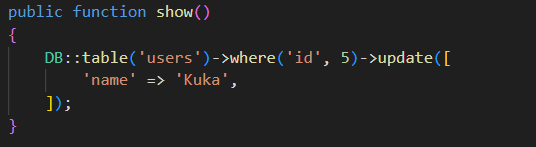 public function show()
{
    DB::table('users')->where('id', 5)->update([
        'name' => 'Kuka',
    ]);
}